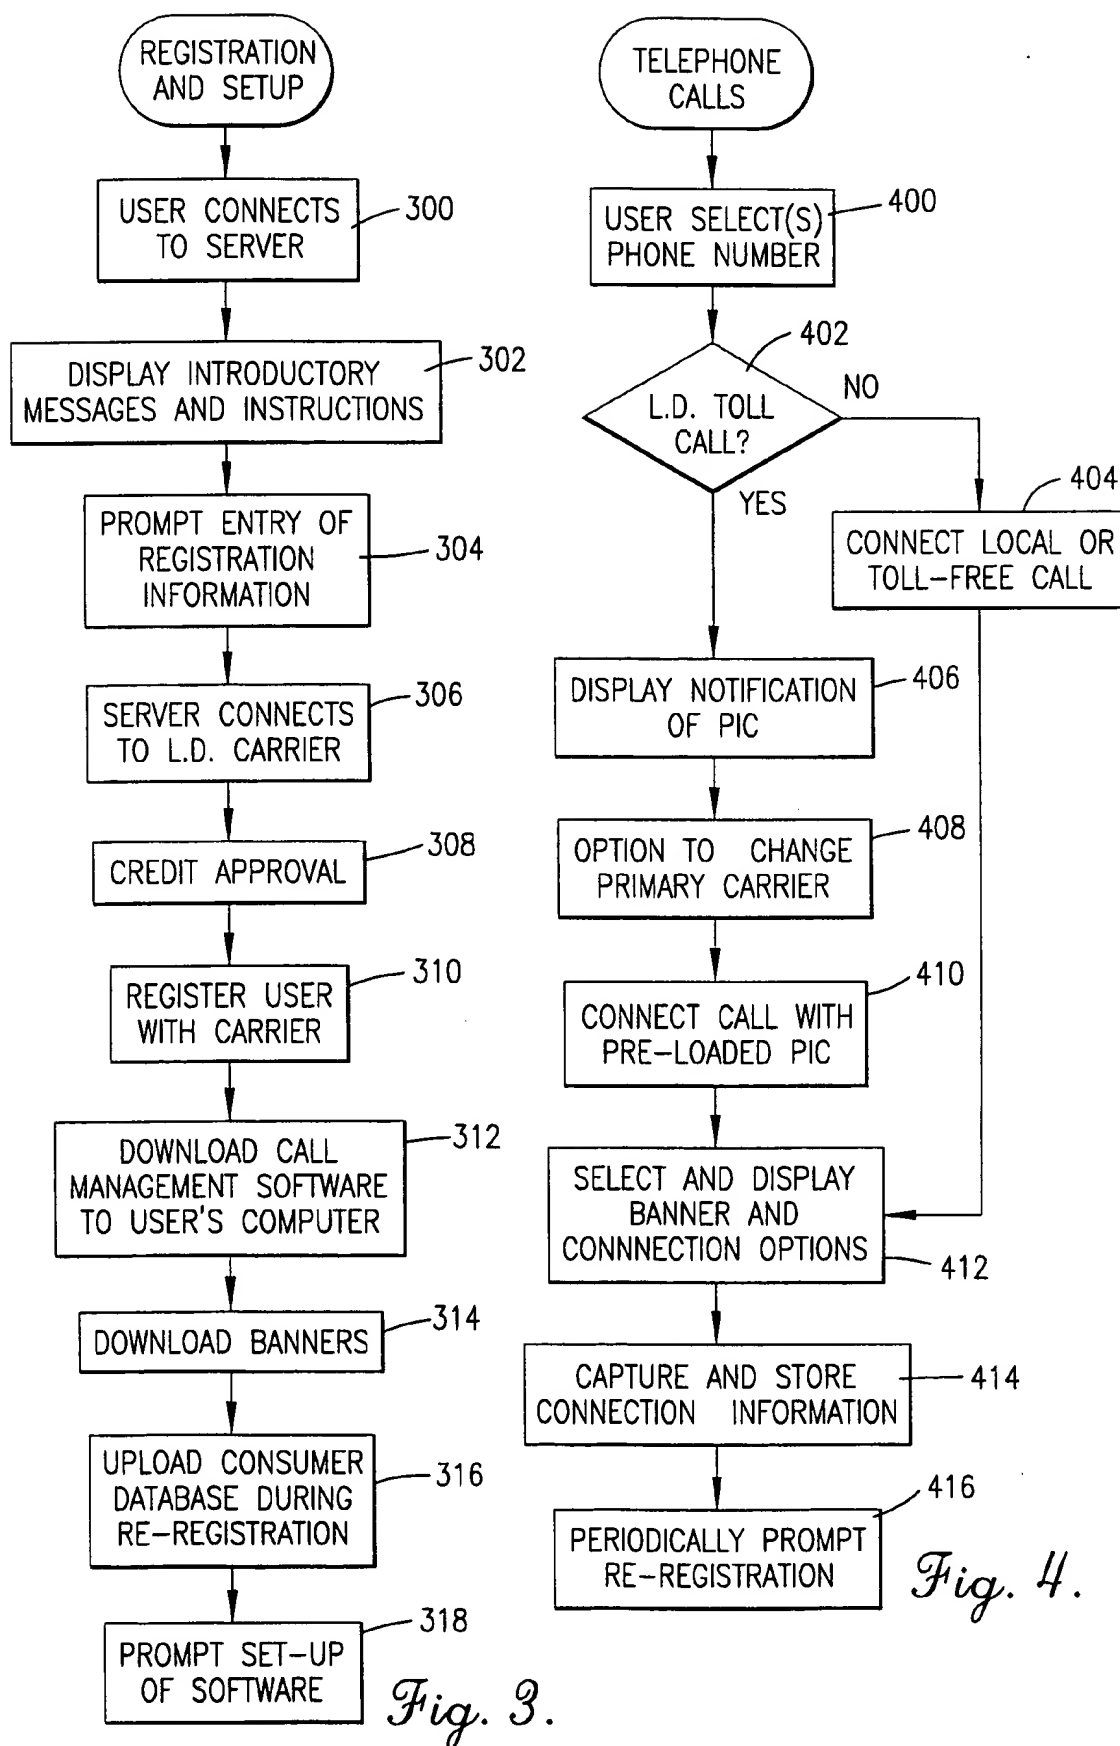 REGISTRATION
AND SETUP
USER CONNECTS
TO SERVER
300
DISPLAY INTRODUCTORY
MESSAGES AND INSTRUCTIONS
302
PROMPT ENTRY OF
REGISTRATION
INFORMATION
304
SERVER CONNECTS
TO L.D. CARRIER
306
CREDIT APPROVAL
308
REGISTER USER
WITH CARRIER
310
DOWNLOAD CALL
MANAGEMENT SOFTWARE
TO USER'S COMPUTER
312
DOWNLOAD BANNERS
314
UPLOAD CONSUMER
DATABASE DURING
RE-REGISTRATION
316
PROMPT SET-UP
OF SOFTWARE
318
Fig. 3.
TELEPHONE
CALLS
USER SELECT(S)
PHONE NUMBER
400
L.D. TOLL
CALL?
402
NO
YES
CONNECT LOCAL OR
TOLL-FREE CALL
404
DISPLAY NOTIFICATION
OF PIC
406
OPTION TO CHANGE
PRIMARY CARRIER
408
CONNECT CALL WITH
PRE-LOADED PIC
410
SELECT AND DISPLAY
BANNER AND
CONNNECTION OPTIONS
412
CAPTURE AND STORE
CONNECTION INFORMATION
414
PERIODICALLY PROMPT
RE-REGISTRATION
416
Fig. 4.